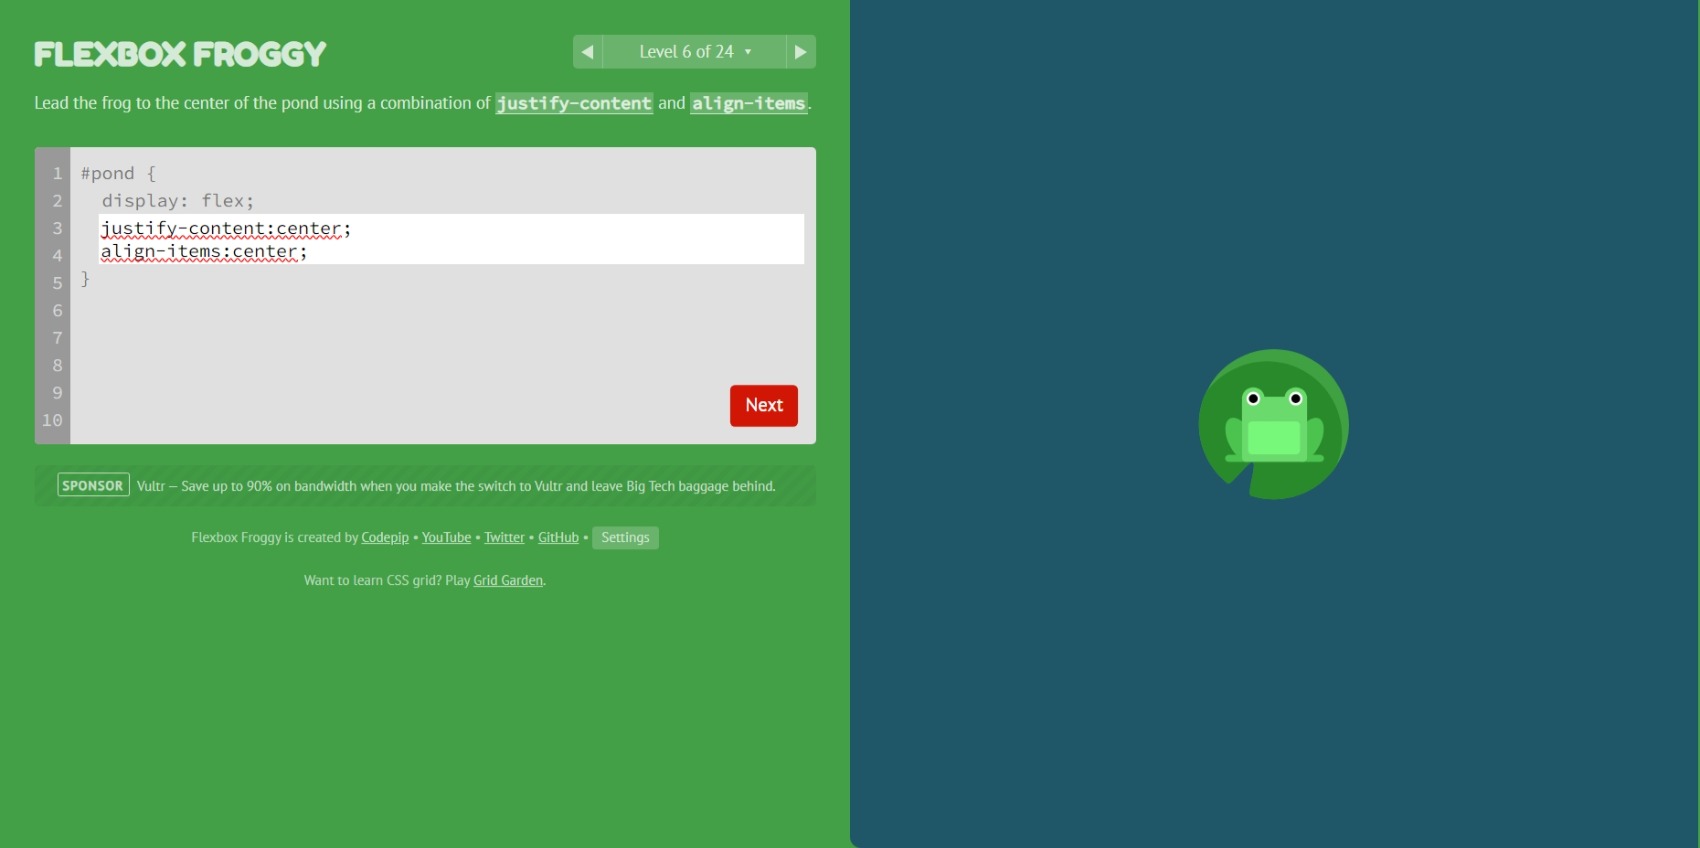 FLEXBOX FROGGY
◀ Level 6 of 24 ▾ ▶
Lead the frog to the center of the pond using a combination of justify-content and align-items.
1 #pond {
2 display: flex;
3 justify-content:center;
4 align-items:center;
5 }
6
7
8
9
10
Next
SPONSOR Vultr — Save up to 90% on bandwidth when you make the switch to Vultr and leave Big Tech baggage behind.
Flexbox Froggy is created by Codepip • YouTube • Twitter • GitHub • Settings
Want to learn CSS grid? Play Grid Garden.